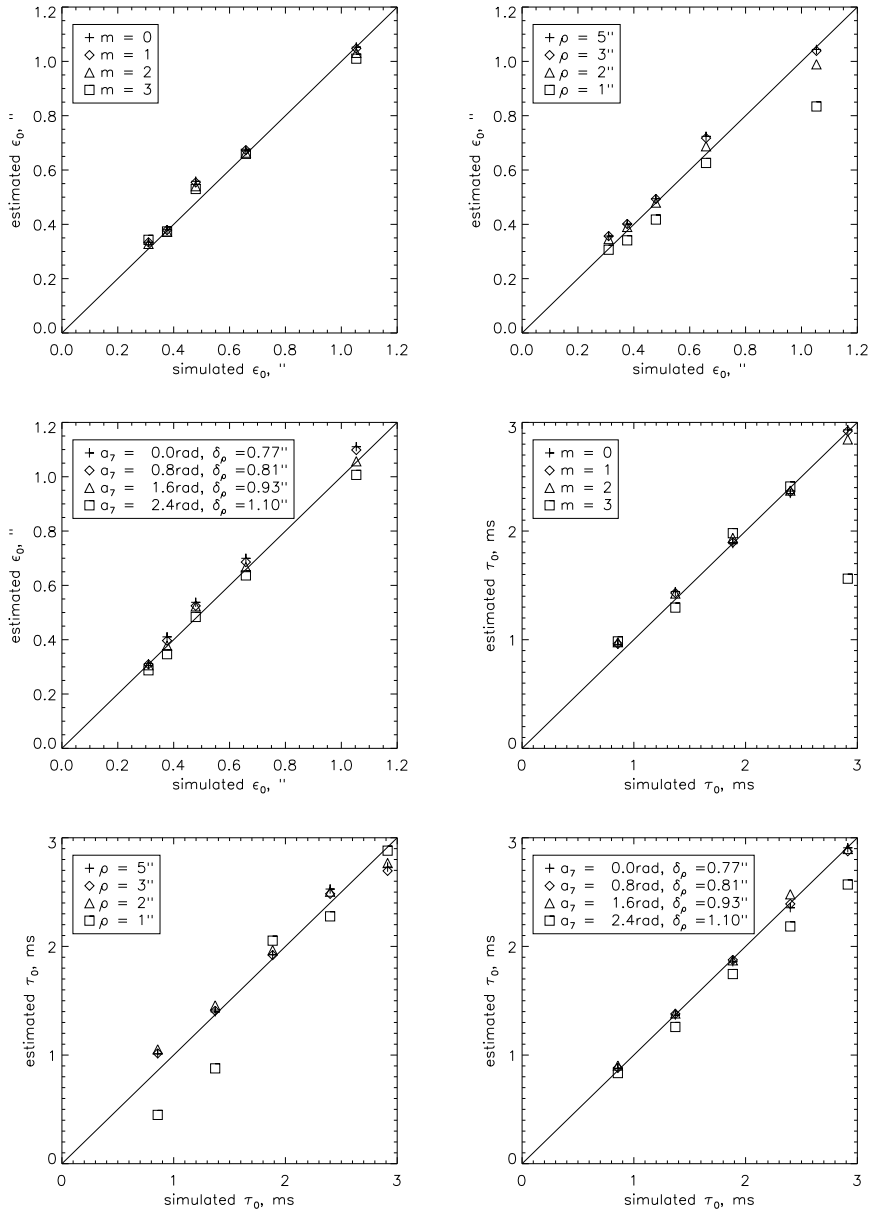 1.2
1.0
0.8
0.6
0.4
0.2
0.0
estimated ϵ₀, "
+ m = 0
◇ m = 1
△ m = 2
□ m = 3
0.0 0.2 0.4 0.6 0.8 1.0 1.2
simulated ϵ₀, "
1.2
1.0
0.8
0.6
0.4
0.2
0.0
estimated ϵ₀, "
+ ρ = 5"
◇ ρ = 3"
△ ρ = 2"
□ ρ = 1"
0.0 0.2 0.4 0.6 0.8 1.0 1.2
simulated ϵ₀, "
1.2
1.0
0.8
0.6
0.4
0.2
0.0
estimated ϵ₀, "
+ a₇ = 0.0rad, δᵨ=0.77"
◇ a₇ = 0.8rad, δᵨ=0.81"
△ a₇ = 1.6rad, δᵨ=0.93"
□ a₇ = 2.4rad, δᵨ=1.10"
0.0 0.2 0.4 0.6 0.8 1.0 1.2
simulated ϵ₀, "
3
2
1
0
estimated τ₀, ms
+ m = 0
◇ m = 1
△ m = 2
□ m = 3
0 1 2 3
simulated τ₀, ms
3
2
1
0
estimated τ₀, ms
+ ρ = 5"
◇ ρ = 3"
△ ρ = 2"
□ ρ = 1"
0 1 2 3
simulated τ₀, ms
3
2
1
0
estimated τ₀, ms
+ a₇ = 0.0rad, δᵨ=0.77"
◇ a₇ = 0.8rad, δᵨ=0.81"
△ a₇ = 1.6rad, δᵨ=0.93"
□ a₇ = 2.4rad, δᵨ=1.10"
0 1 2 3
simulated τ₀, ms